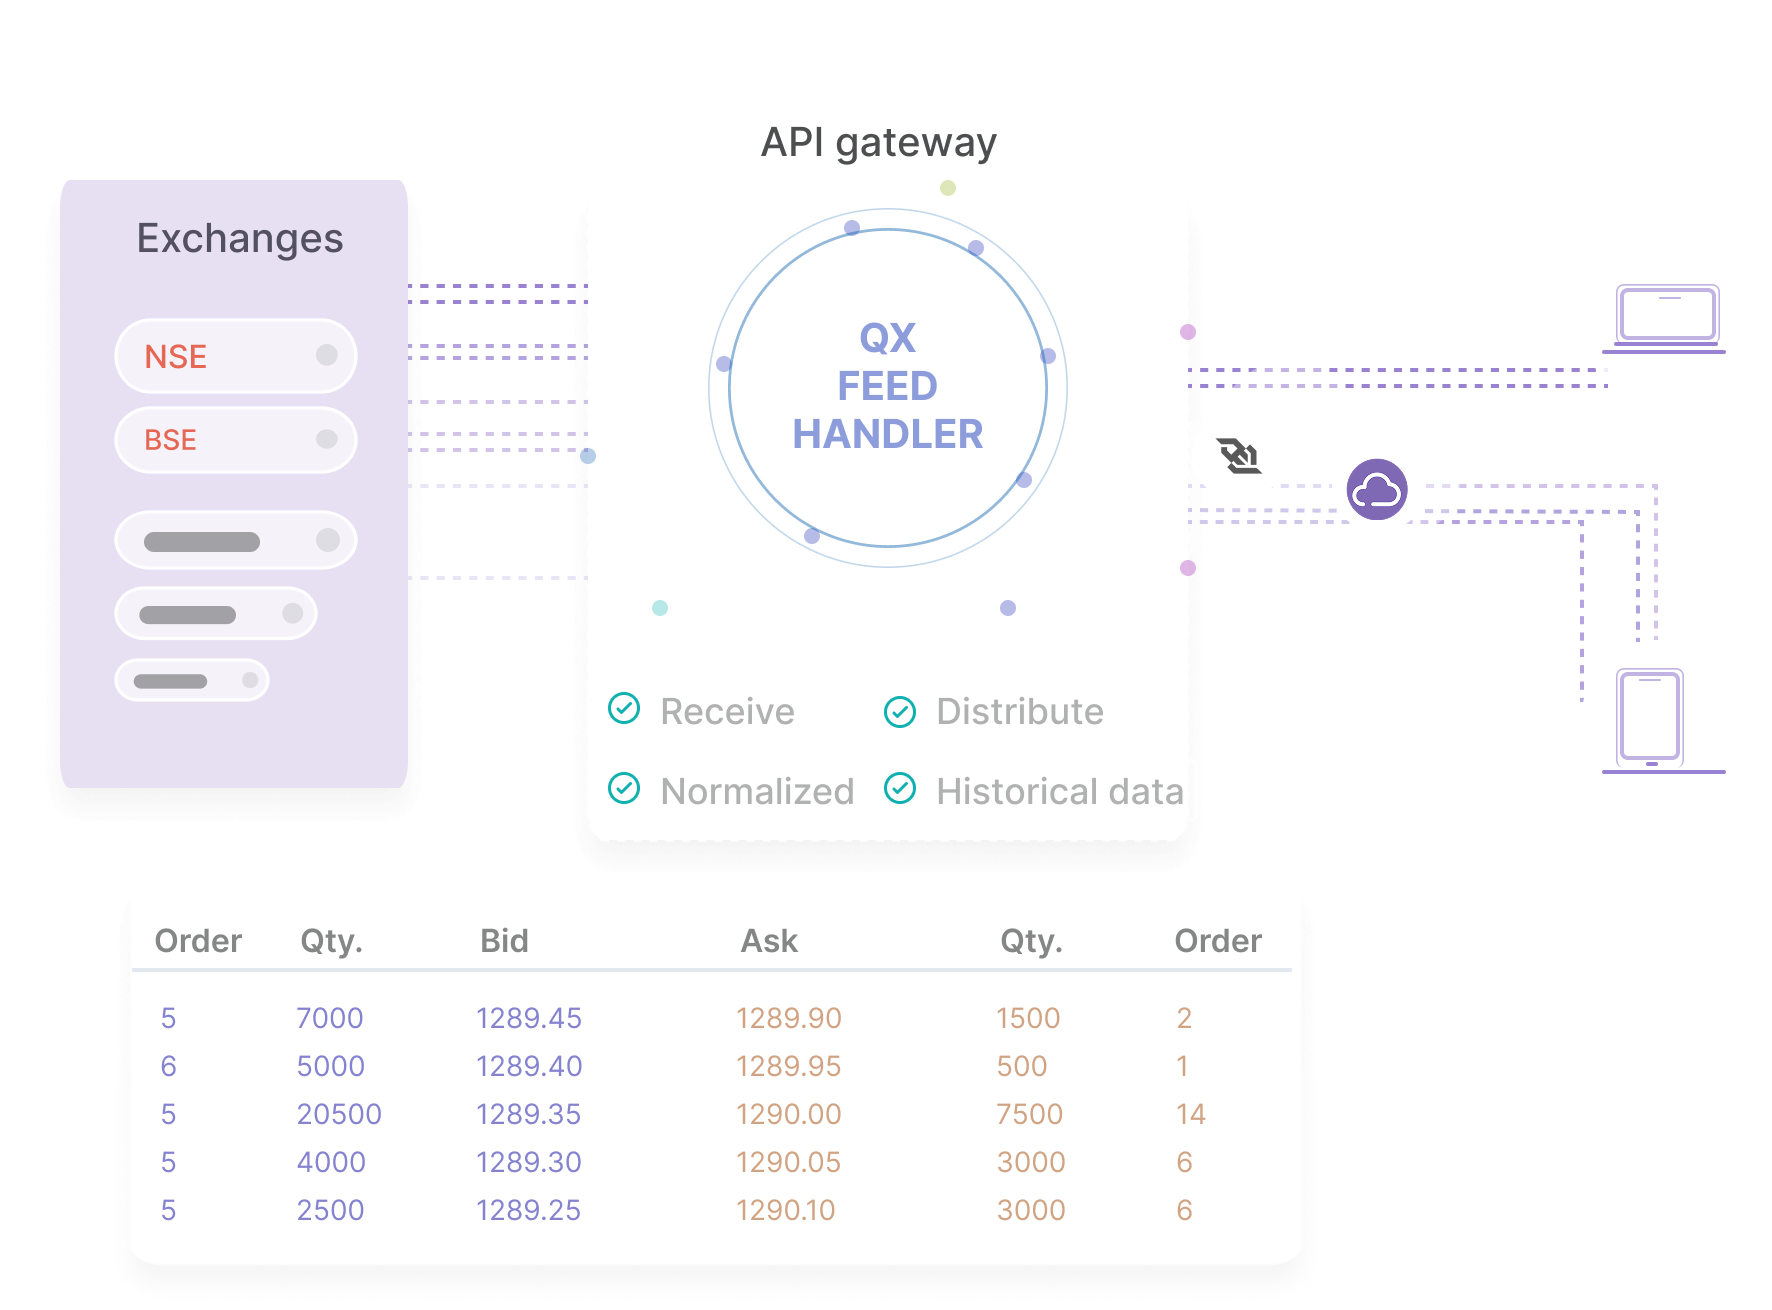 API gateway
Exchanges
NSE
BSE
QX
FEED
HANDLER
Receive
Distribute
Normalized
Historical data
Order Qty. Bid Ask Qty. Order
5 7000 1289.45 1289.90 1500 2
6 5000 1289.40 1289.95 500 1
5 20500 1289.35 1290.00 7500 14
5 4000 1289.30 1290.05 3000 6
5 2500 1289.25 1290.10 3000 6